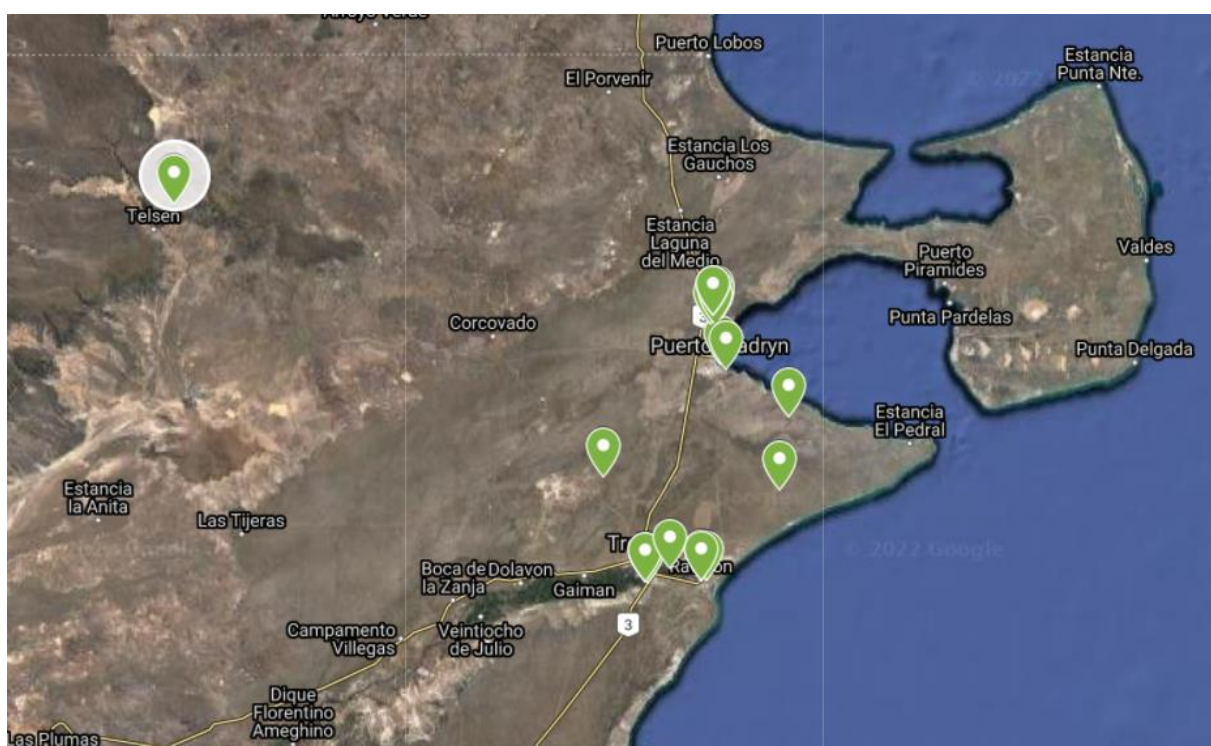 Puerto Lobos
Estancia
Punta Nte.
El Porvenir
Estancia Los
Gauchos
Telsen
Estancia
Laguna
del Medio
Puerto
Piramides
Valdes
3
Corcovado
Punta Pardelas
Punta Delgada
Estancia
El Pedral
Estancia
la Anita
Las Tijeras
© 2022 Google
Boca de
la Zanja
Dolavon
Gaiman
3
Campamento
Villegas
Veintiocho
de Julio
Dique
Florentino
Ameghino
Las Plumas